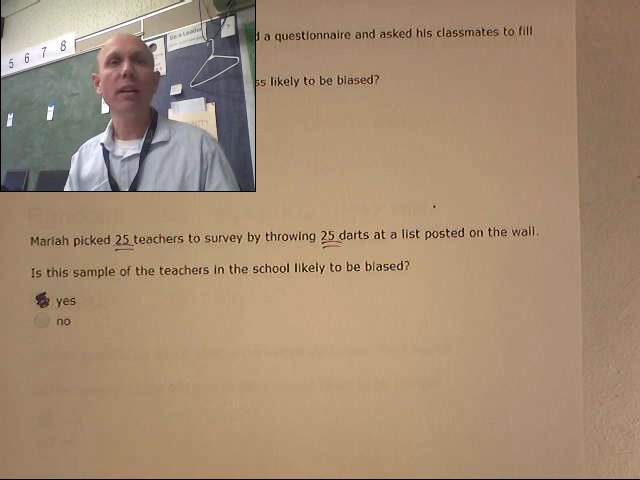 5 6 7 8
Be a Leader
d a questionnaire and asked his classmates to fill
ss likely to be biased?
Mariah picked 25 teachers to survey by throwing 25 darts at a list posted on the wall.
Is this sample of the teachers in the school likely to be biased?
yes
no